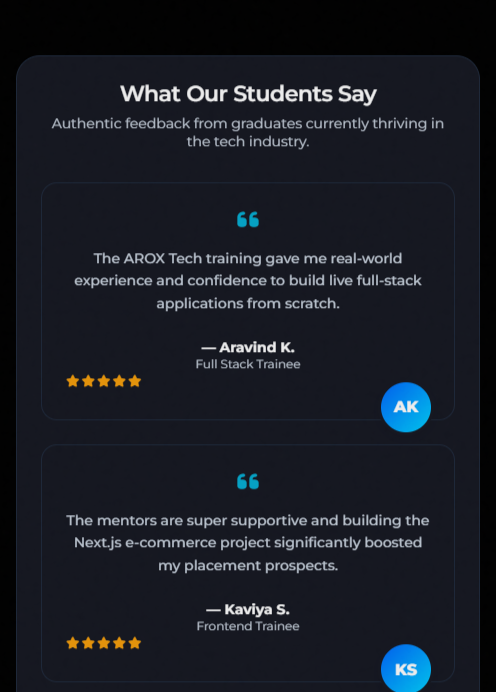 What Our Students Say
Authentic feedback from graduates currently thriving in
the tech industry.
❝
The AROX Tech training gave me real-world
experience and confidence to build live full-stack
applications from scratch.
— Aravind K.
Full Stack Trainee
★★★★★
AK
❝
The mentors are super supportive and building the
Next.js e-commerce project significantly boosted
my placement prospects.
— Kaviya S.
Frontend Trainee
★★★★★
KS